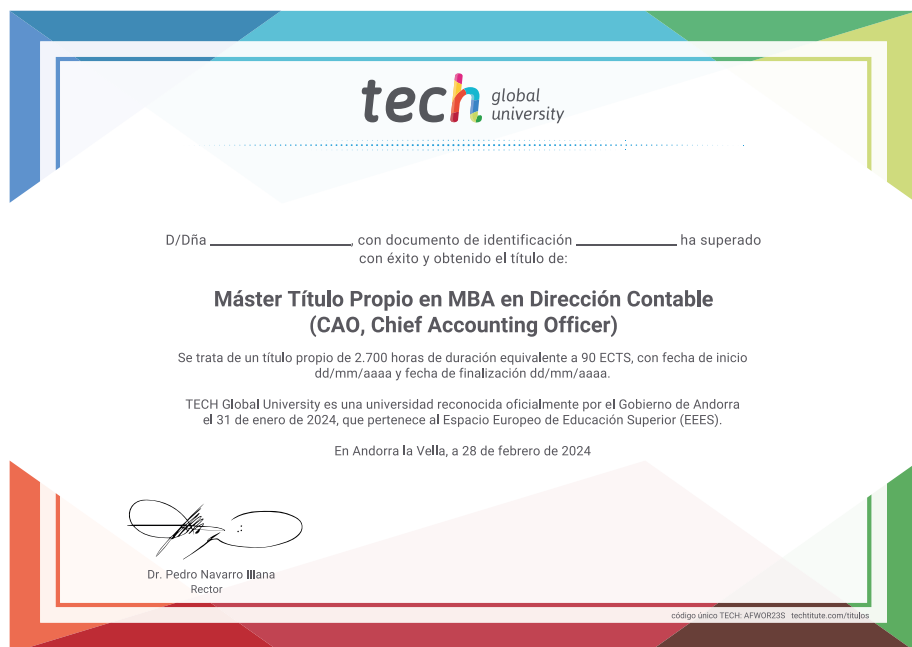 tech global university
D/Dña ____________, con documento de identificación ____________ ha superado
con éxito y obtenido el título de:
Máster Título Propio en MBA en Dirección Contable
(CAO, Chief Accounting Officer)
Se trata de un título propio de 2.700 horas de duración equivalente a 90 ECTS, con fecha de inicio
dd/mm/aaaa y fecha de finalización dd/mm/aaaa.
TECH Global University es una universidad reconocida oficialmente por el Gobierno de Andorra
el 31 de enero de 2024, que pertenece al Espacio Europeo de Educación Superior (EEES).
En Andorra la Vella, a 28 de febrero de 2024
Dr. Pedro Navarro Illana
Rector
código único TECH: AFWOR23S techtitute.com/titulos